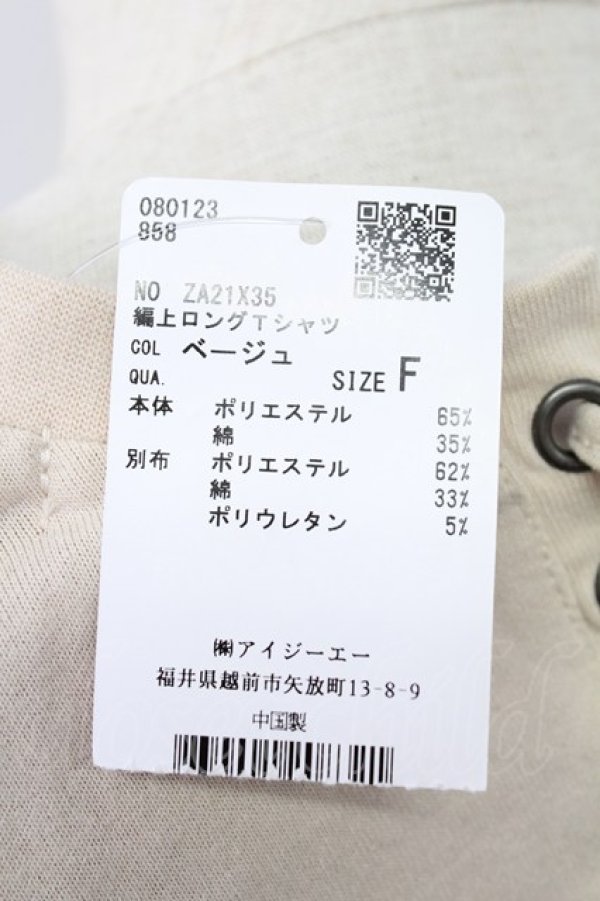 080123
858
NO ZA21X35
編上ロングTシャツ
COL ベージュ
QUA. SIZE F
本体 ポリエステル 65%
綿 35%
別布 ポリエステル 62%
綿 33%
ポリウレタン 5%
㈱アイジーエー
福井県越前市矢放町13-8-9
中国製